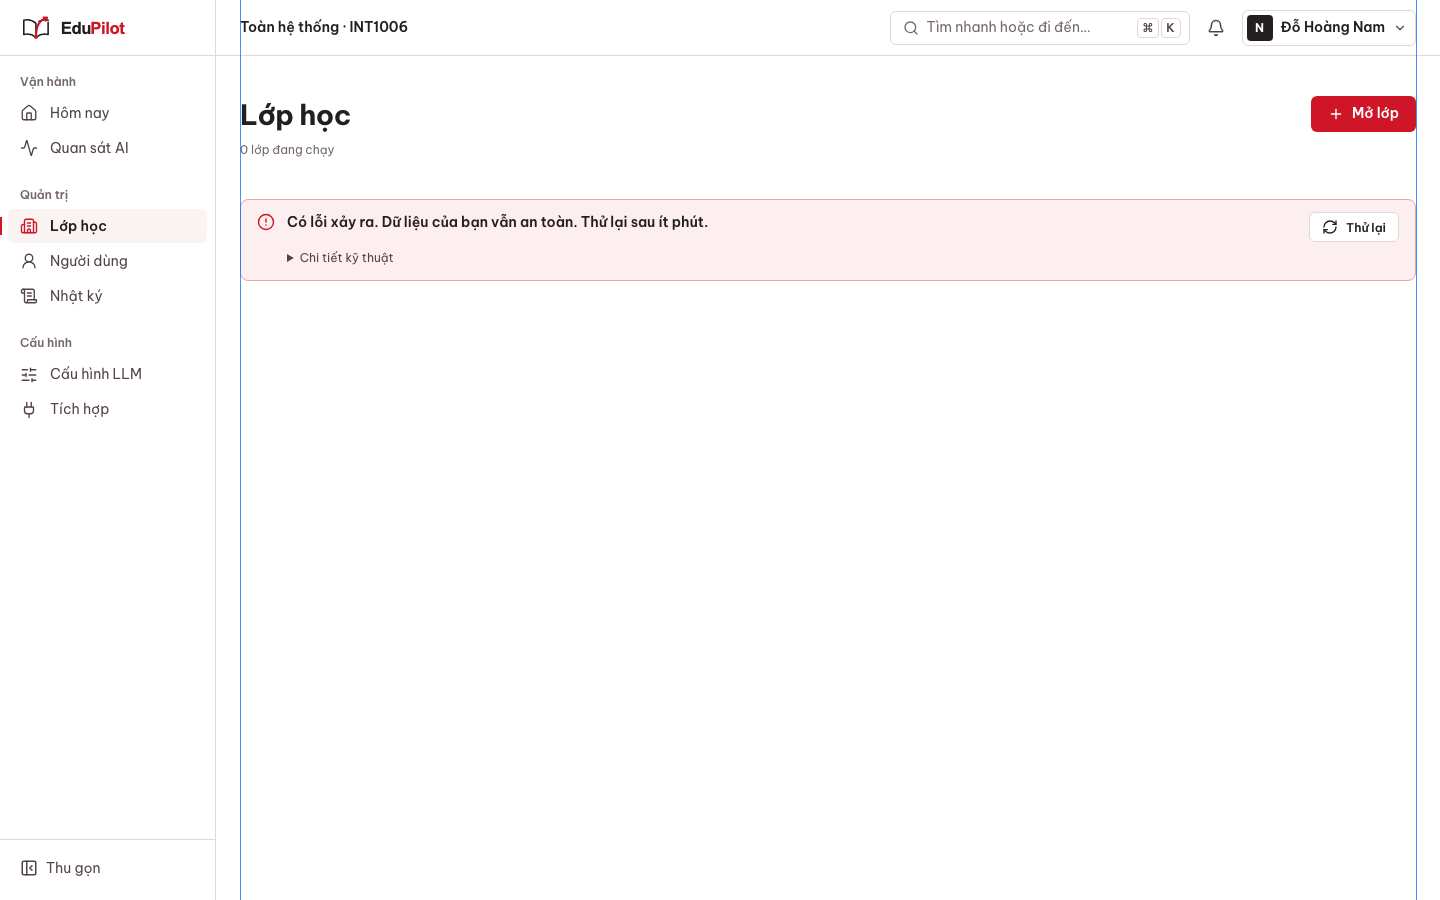 EduPilot
Toàn hệ thống · INT1006
Tìm nhanh hoặc đi đến...
⌘ K
N
Đỗ Hoàng Nam
Vận hành
Hôm nay
Quan sát AI
Quản trị
Lớp học
Người dùng
Nhật ký
Cấu hình
Cấu hình LLM
Tích hợp
Thu gọn
Lớp học
0 lớp đang chạy
Mở lớp
Có lỗi xảy ra. Dữ liệu của bạn vẫn an toàn. Thử lại sau ít phút.
Thử lại
Chi tiết kỹ thuật